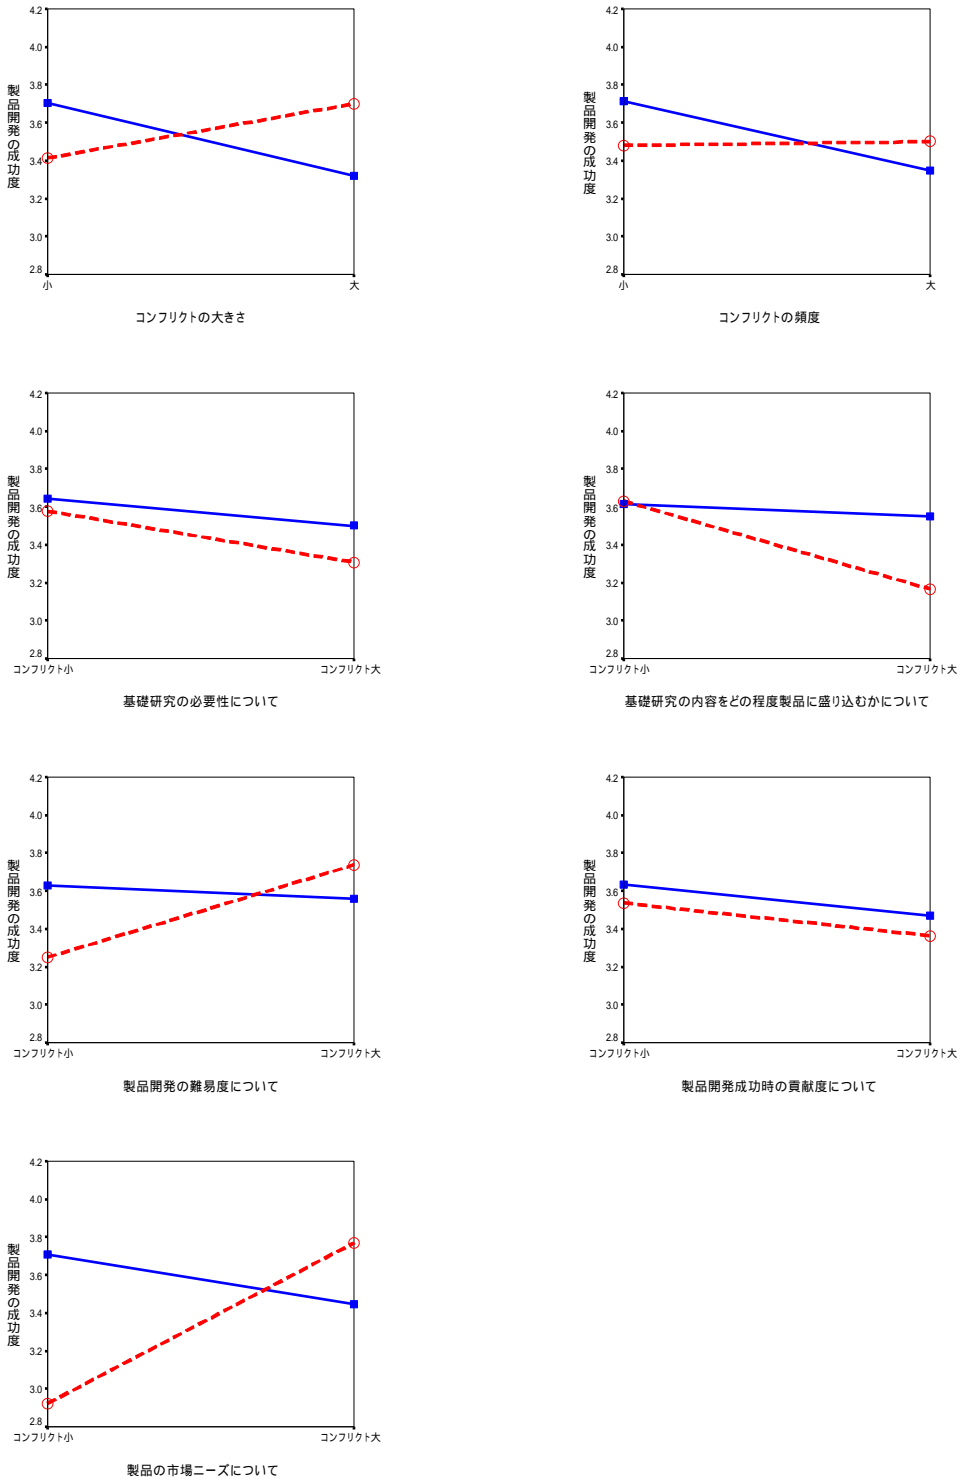 4.2
4.0
3.8
3.6
3.4
3.2
3.0
2.8
製品開発の成功度
小
大
コンフリクトの大きさ
4.2
4.0
3.8
3.6
3.4
3.2
3.0
2.8
製品開発の成功度
小
大
コンフリクトの頻度
4.2
4.0
3.8
3.6
3.4
3.2
3.0
2.8
製品開発の成功度
コンフリクト小
コンフリクト大
基礎研究の必要性について
4.2
4.0
3.8
3.6
3.4
3.2
3.0
2.8
製品開発の成功度
コンフリクト小
コンフリクト大
基礎研究の内容をどの程度製品に盛り込むかについて
4.2
4.0
3.8
3.6
3.4
3.2
3.0
2.8
製品開発の成功度
コンフリクト小
コンフリクト大
製品開発の難易度について
4.2
4.0
3.8
3.6
3.4
3.2
3.0
2.8
製品開発の成功度
コンフリクト小
コンフリクト大
製品開発成功時の貢献度について
4.2
4.0
3.8
3.6
3.4
3.2
3.0
2.8
製品開発の成功度
コンフリクト小
コンフリクト大
製品の市場ニーズについて